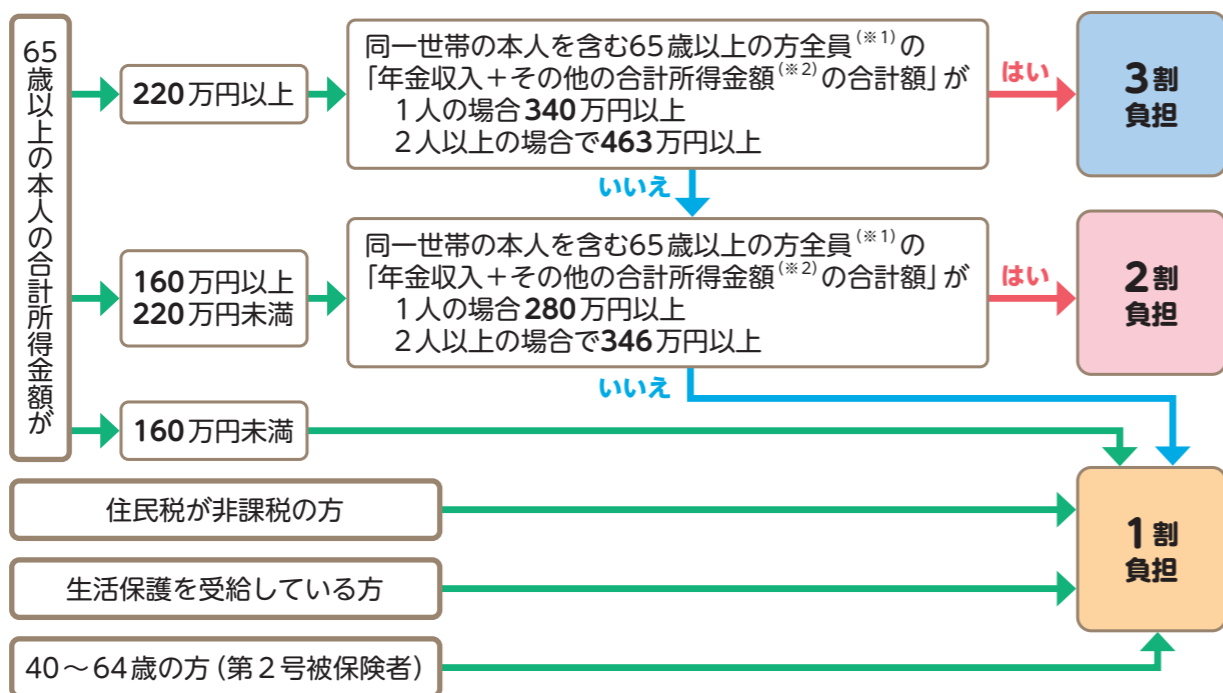 65歳以上の本人の合計所得金額が
220万円以上
同一世帯の本人を含む65歳以上の方全員(※1)の
「年金収入+その他の合計所得金額(※2)の合計額」が
1人の場合340万円以上
2人以上の場合で463万円以上
はい
3割
負担
いいえ
160万円以上
220万円未満
同一世帯の本人を含む65歳以上の方全員(※1)の
「年金収入+その他の合計所得金額(※2)の合計額」が
1人の場合280万円以上
2人以上の場合で346万円以上
はい
2割
負担
いいえ
160万円未満
住民税が非課税の方
生活保護を受給している方
40~64歳の方(第2号被保険者)
1割
負担